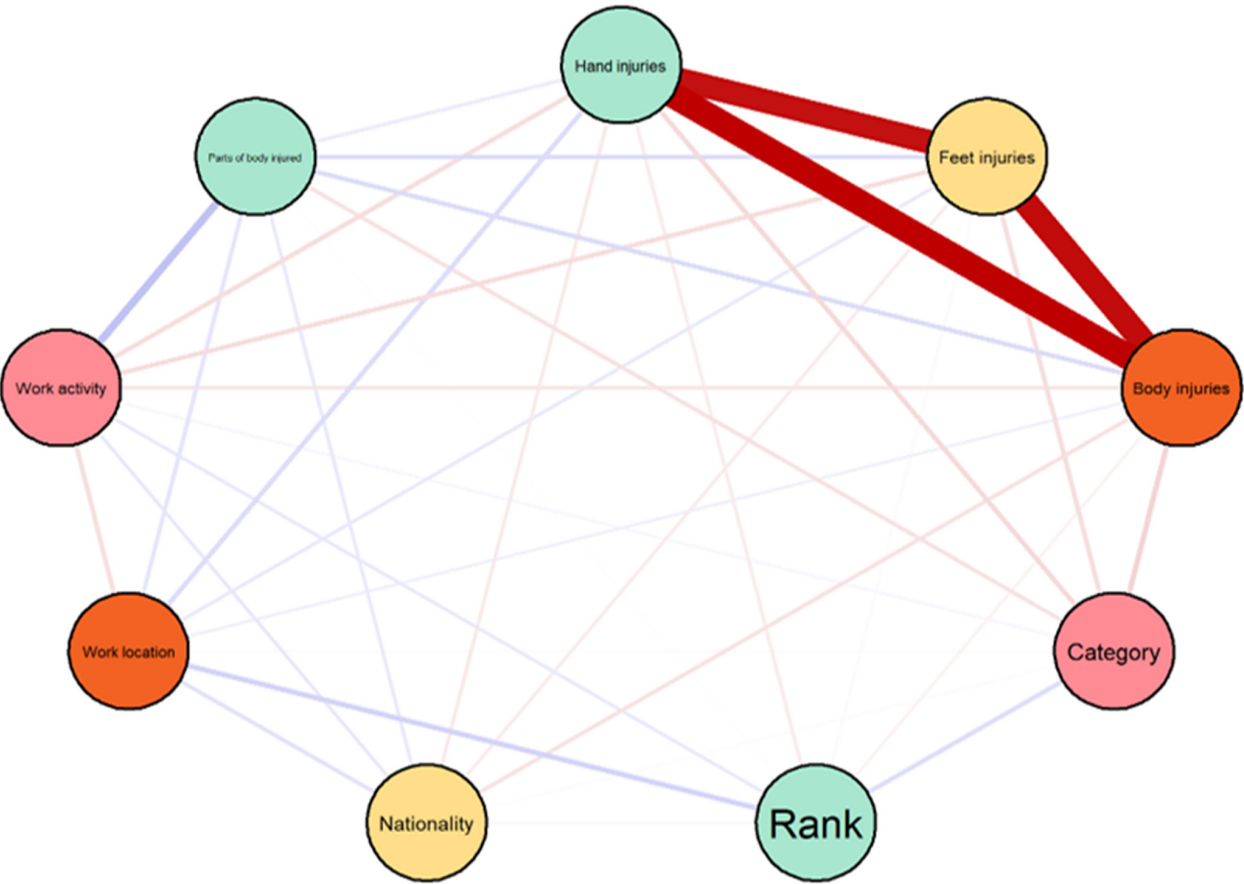 Hand injuries
Parts of body injured
Feet injuries
Work activity
Body injuries
Work location
Category
Nationality
Rank